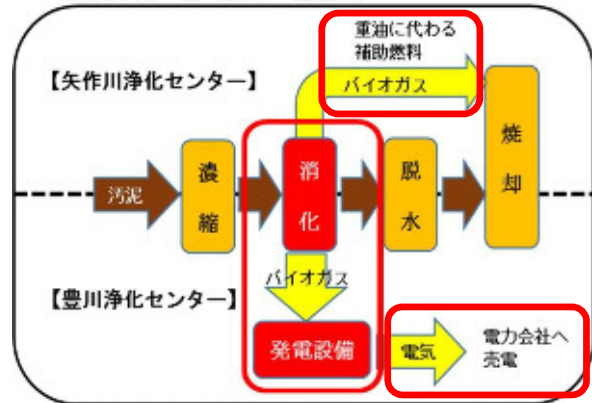 重油に代わる
補助燃料
【矢作川浄化センター】
バイオガス
汚泥
濃縮
消化
脱水
焼却
バイオガス
【豊川浄化センター】
発電設備
電気
電力会社へ
売電